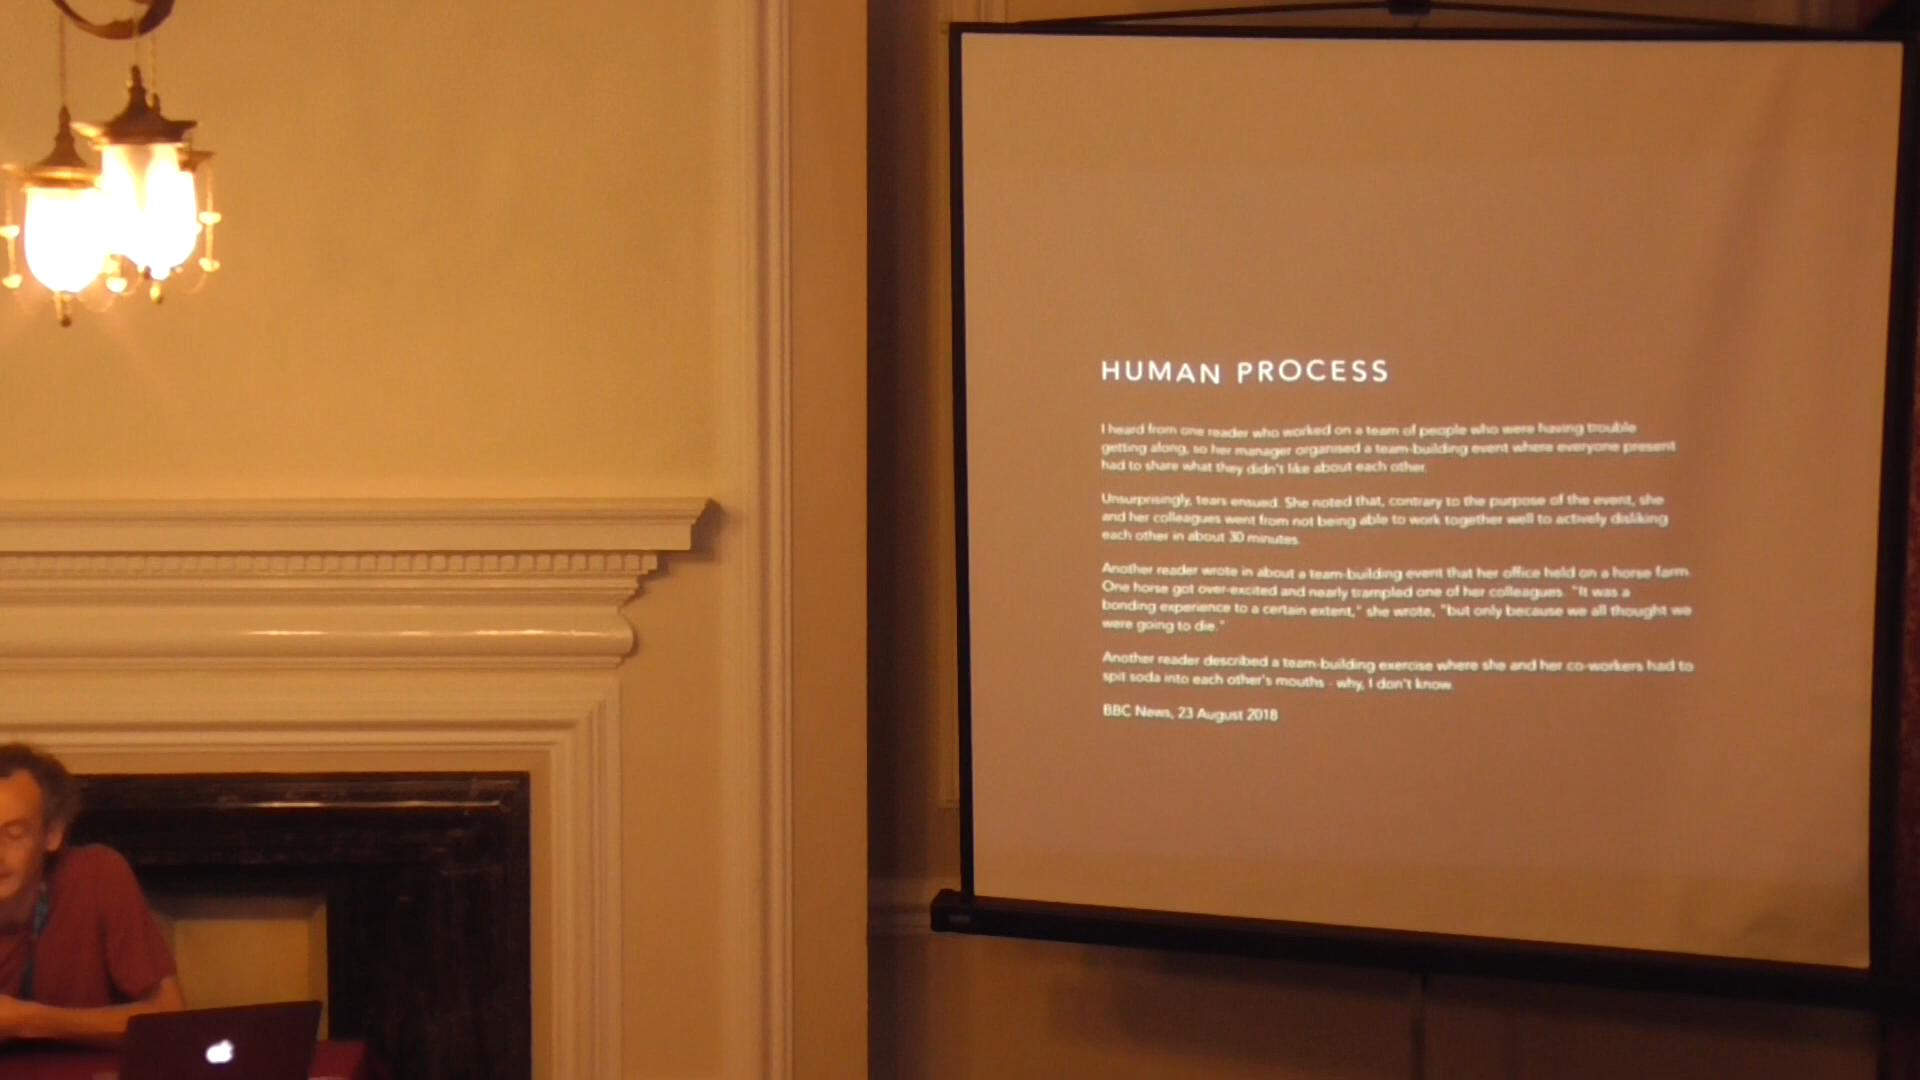 HUMAN PROCESS
I heard from one reader who worked on a team of people who were having trouble
getting along, so her manager organised a team-building event where everyone present
had to share what they didn't like about each other.
Unsurprisingly, tears ensued. She noted that, contrary to the purpose of the event, she
and her colleagues went from not being able to work together well to actively disliking
each other in about 30 minutes.
Another reader wrote in about a team-building event that her office held on a horse farm.
One horse got over-excited and nearly trampled one of her colleagues. "It was a
bonding experience to a certain extent," she wrote, "but only because we all thought we
were going to die."
Another reader described a team-building exercise where she and her co-workers had to
spit soda into each other's mouths - why, I don't know.
BBC News, 23 August 2018